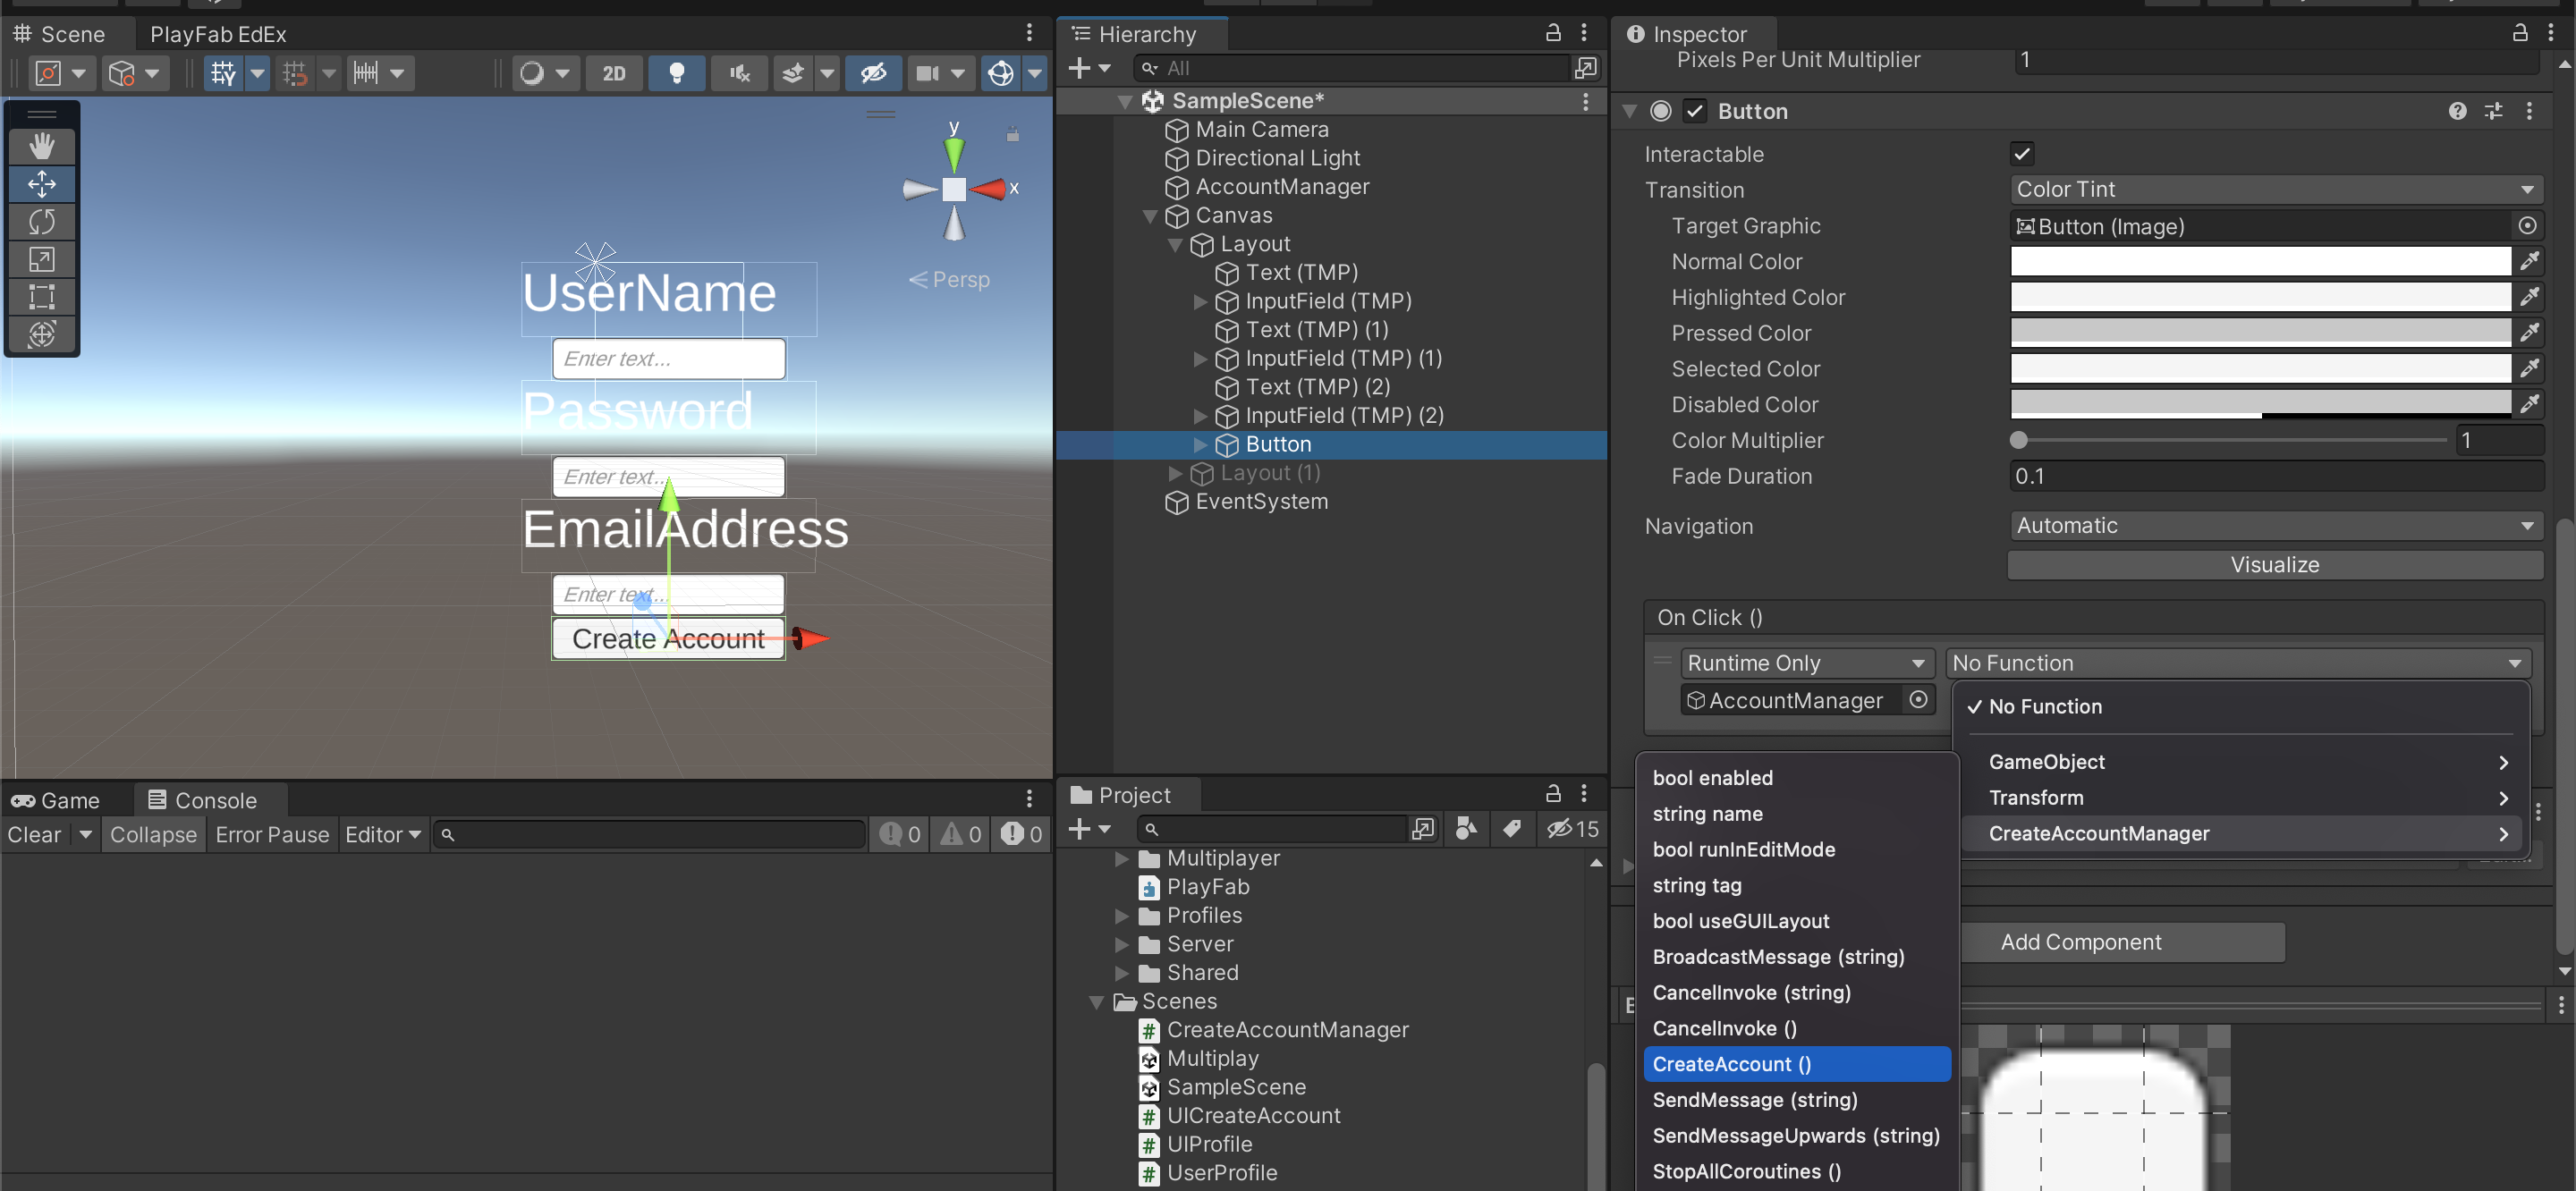 Scene
PlayFab EdEx
2D
y
x
Persp
UserName
Enter text...
Password
Enter text...
EmailAddress
Enter text...
Create Account
Game
Console
Clear
Collapse
Error Pause
Editor
0
0
0
Hierarchy
All
SampleScene*
Main Camera
Directional Light
AccountManager
Canvas
Layout
Text (TMP)
InputField (TMP)
Text (TMP) (1)
InputField (TMP) (1)
Text (TMP) (2)
InputField (TMP) (2)
Button
Layout (1)
EventSystem
Project
15
Multiplayer
PlayFab
Profiles
Server
Shared
Scenes
CreateAccountManager
Multiplay
SampleScene
UICreateAccount
UIProfile
UserProfile
Inspector
Pixels Per Unit Multiplier 1
Button
Interactable
Transition Color Tint
Target Graphic Button (Image)
Normal Color
Highlighted Color
Pressed Color
Selected Color
Disabled Color
Color Multiplier 1
Fade Duration 0.1
Navigation Automatic
Visualize
On Click ()
Runtime Only No Function
AccountManager
No Function
GameObject
Transform
CreateAccountManager
bool enabled
string name
bool runInEditMode
string tag
bool useGUILayout
BroadcastMessage (string)
CancelInvoke (string)
CancelInvoke ()
CreateAccount ()
SendMessage (string)
SendMessageUpwards (string)
StopAllCoroutines ()
Add Component